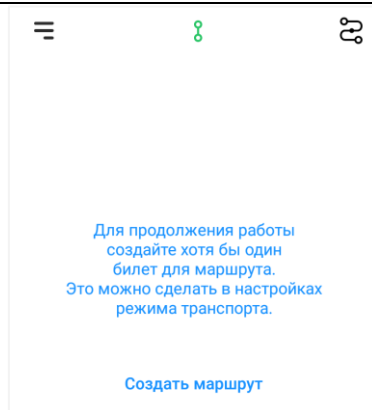 Для продолжения работы
создайте хотя бы один
билет для маршрута.
Это можно сделать в настройках
режима транспорта.
Создать маршрут